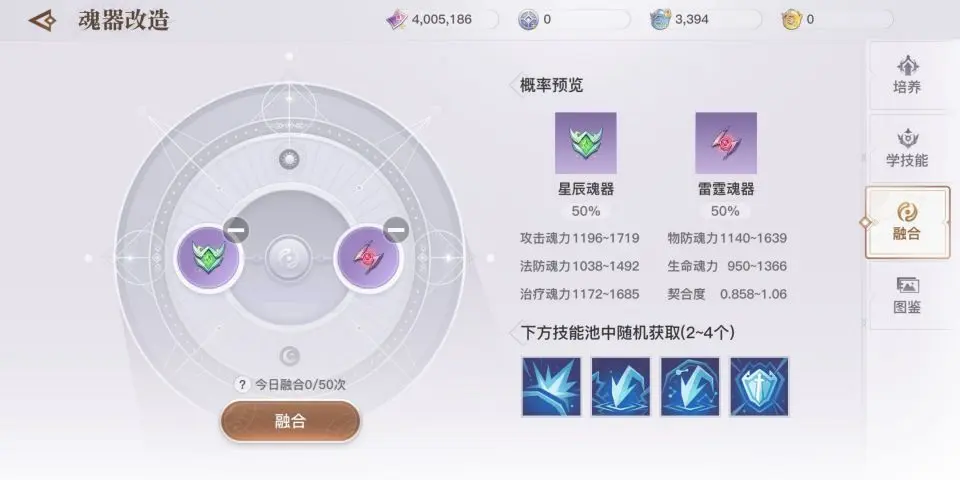 魂器改造
4,005,186
0
3,394
0
概率预览
星辰魂器
雷霆魂器
50%
50%
攻击魂力1196~1719
物防魂力1140~1639
法防魂力1038~1492
生命魂力 950~1366
治疗魂力1172~1685
契合度 0.858~1.06
下方技能池中随机获取(2~4个)
? 今日融合0/50次
融合
培养
学技能
融合
图鉴